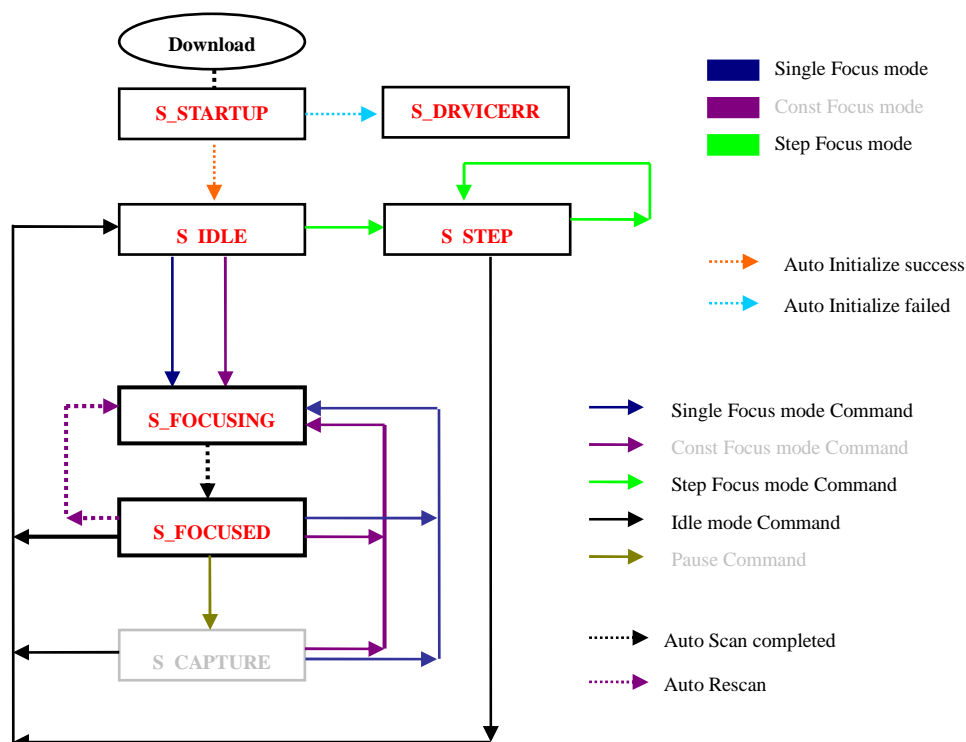 Download
S_STARTUP
S_DRVICERR
S_IDLE
S_STEP
S_FOCUSING
S_FOCUSED
S_CAPTURE
Single Focus mode
Const Focus mode
Step Focus mode
Auto Initialize success
Auto Initialize failed
Single Focus mode Command
Const Focus mode Command
Step Focus mode Command
Idle mode Command
Pause Command
Auto Scan completed
Auto Rescan